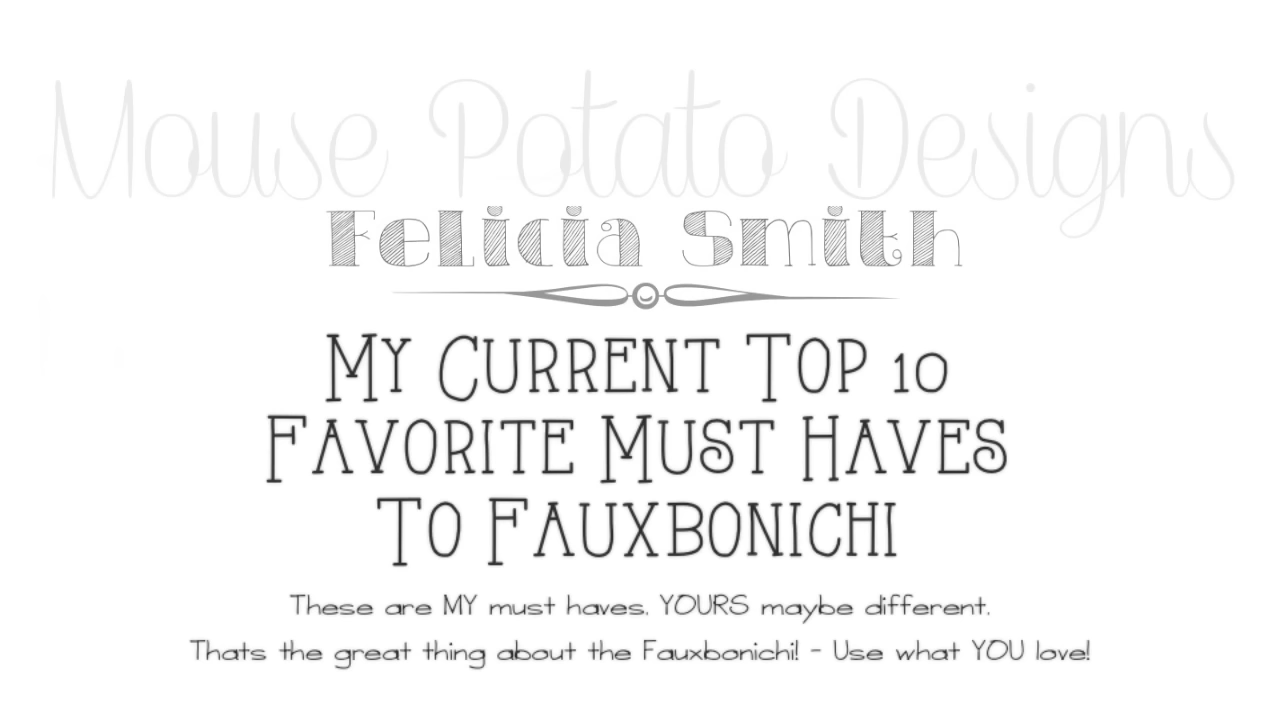 Mouse Potato Designs
Felicia Smith
My Current Top 10
Favorite Must Haves
To Fauxbonichi
These are MY must haves. YOURS maybe different.
Thats the great thing about the Fauxbonichi! - Use what YOU love!